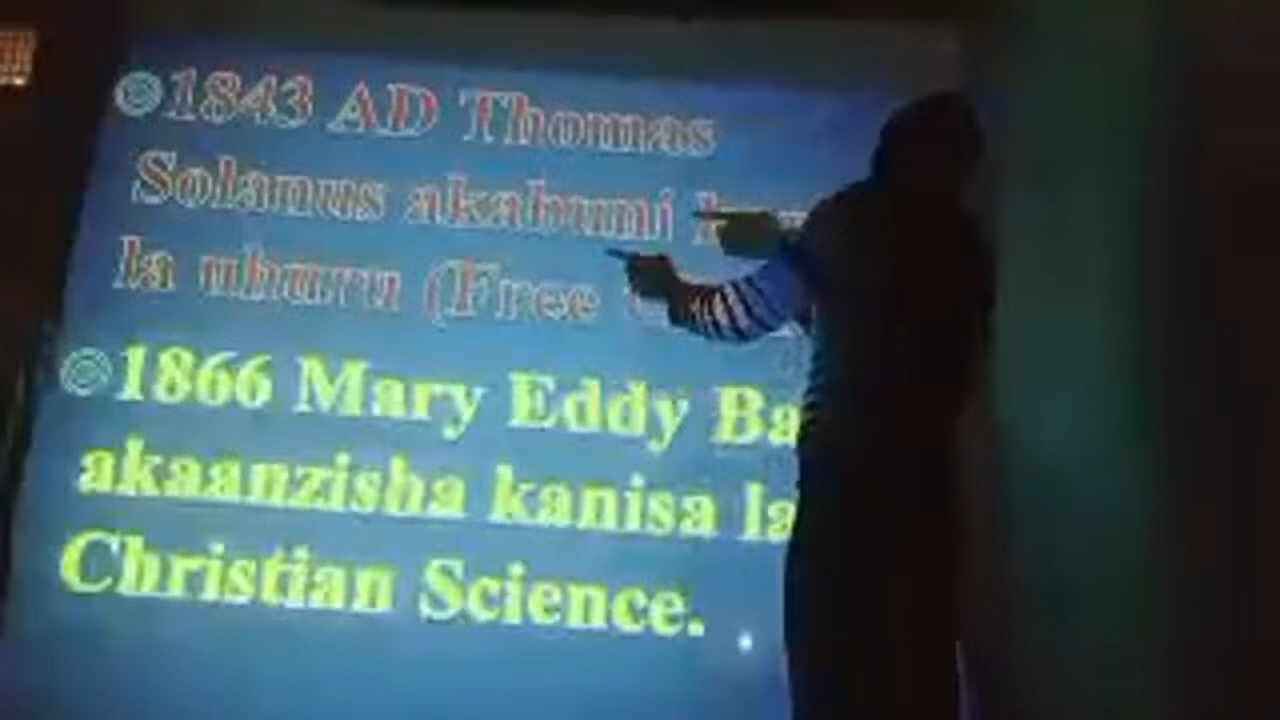 ©1843 AD Thomas
Solanus akabuni
la uhuru (Free
©1866 Mary Eddy Ba
akaanzisha kanisa la
Christian Science.